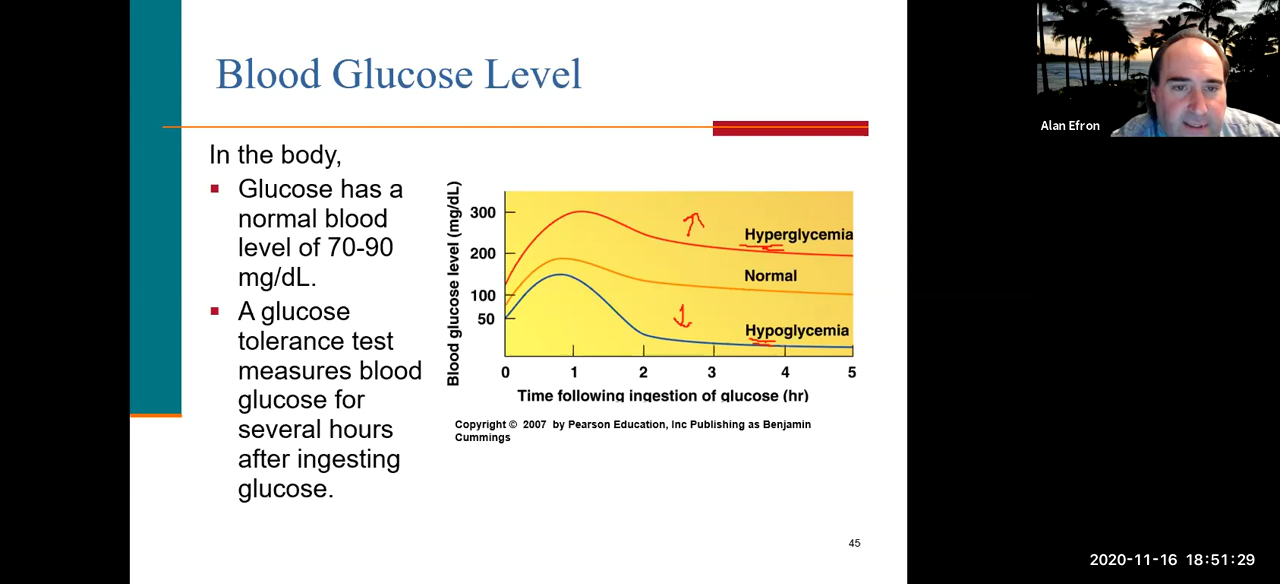 Blood Glucose Level
Alan Efron
In the body,
▪ Glucose has a
normal blood
level of 70-90
mg/dL.
▪ A glucose
tolerance test
measures blood
glucose for
several hours
after ingesting
glucose.
Blood glucose level (mg/dL)
300
200
100
50
Hyperglycemia
Normal
Hypoglycemia
0 1 2 3 4 5
Time following ingestion of glucose (hr)
Copyright © 2007 by Pearson Education, Inc Publishing as Benjamin
Cummings
45
2020-11-16 18:51:29